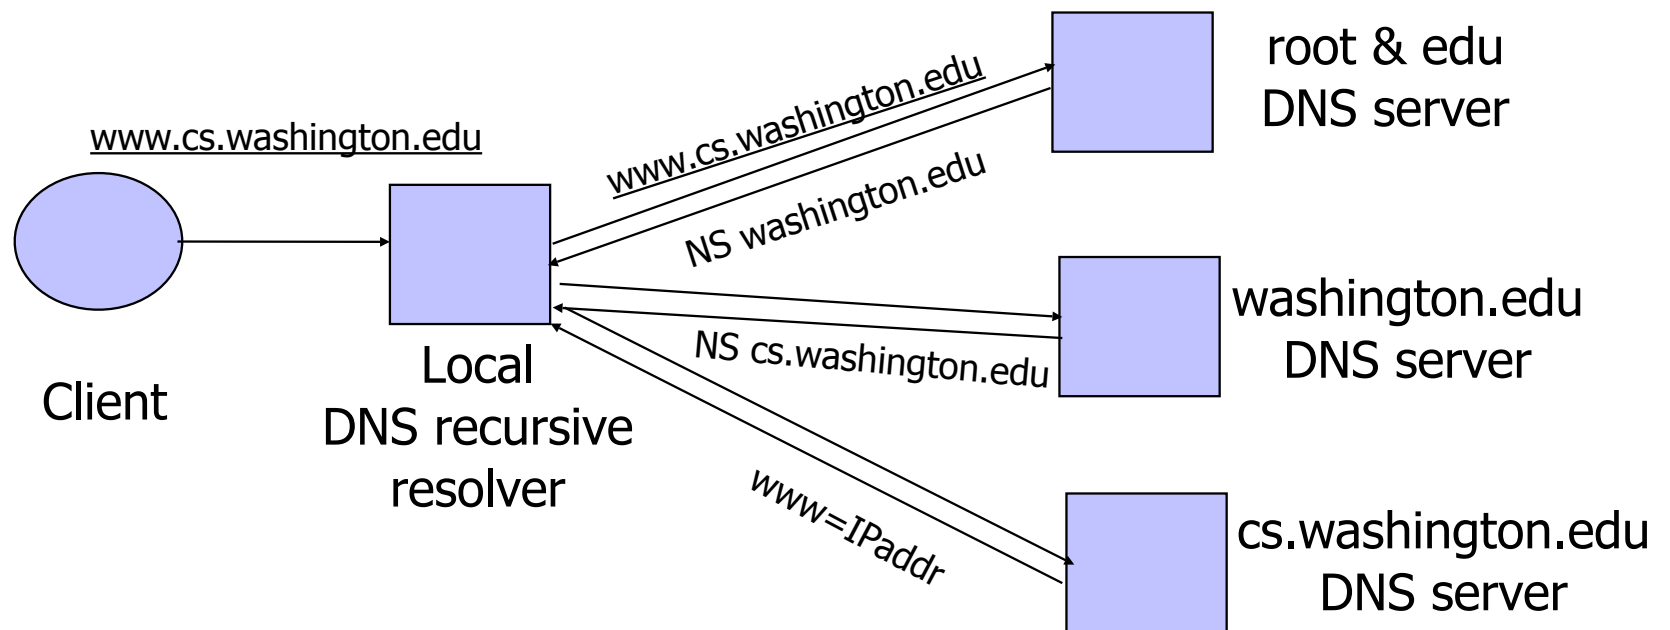 root & edu
DNS server
www.cs.washington.edu
www.cs.washington.edu
NS washington.edu
washington.edu
DNS server
NS cs.washington.edu
Client
Local
DNS recursive
resolver
www=IPaddr
cs.washington.edu
DNS server